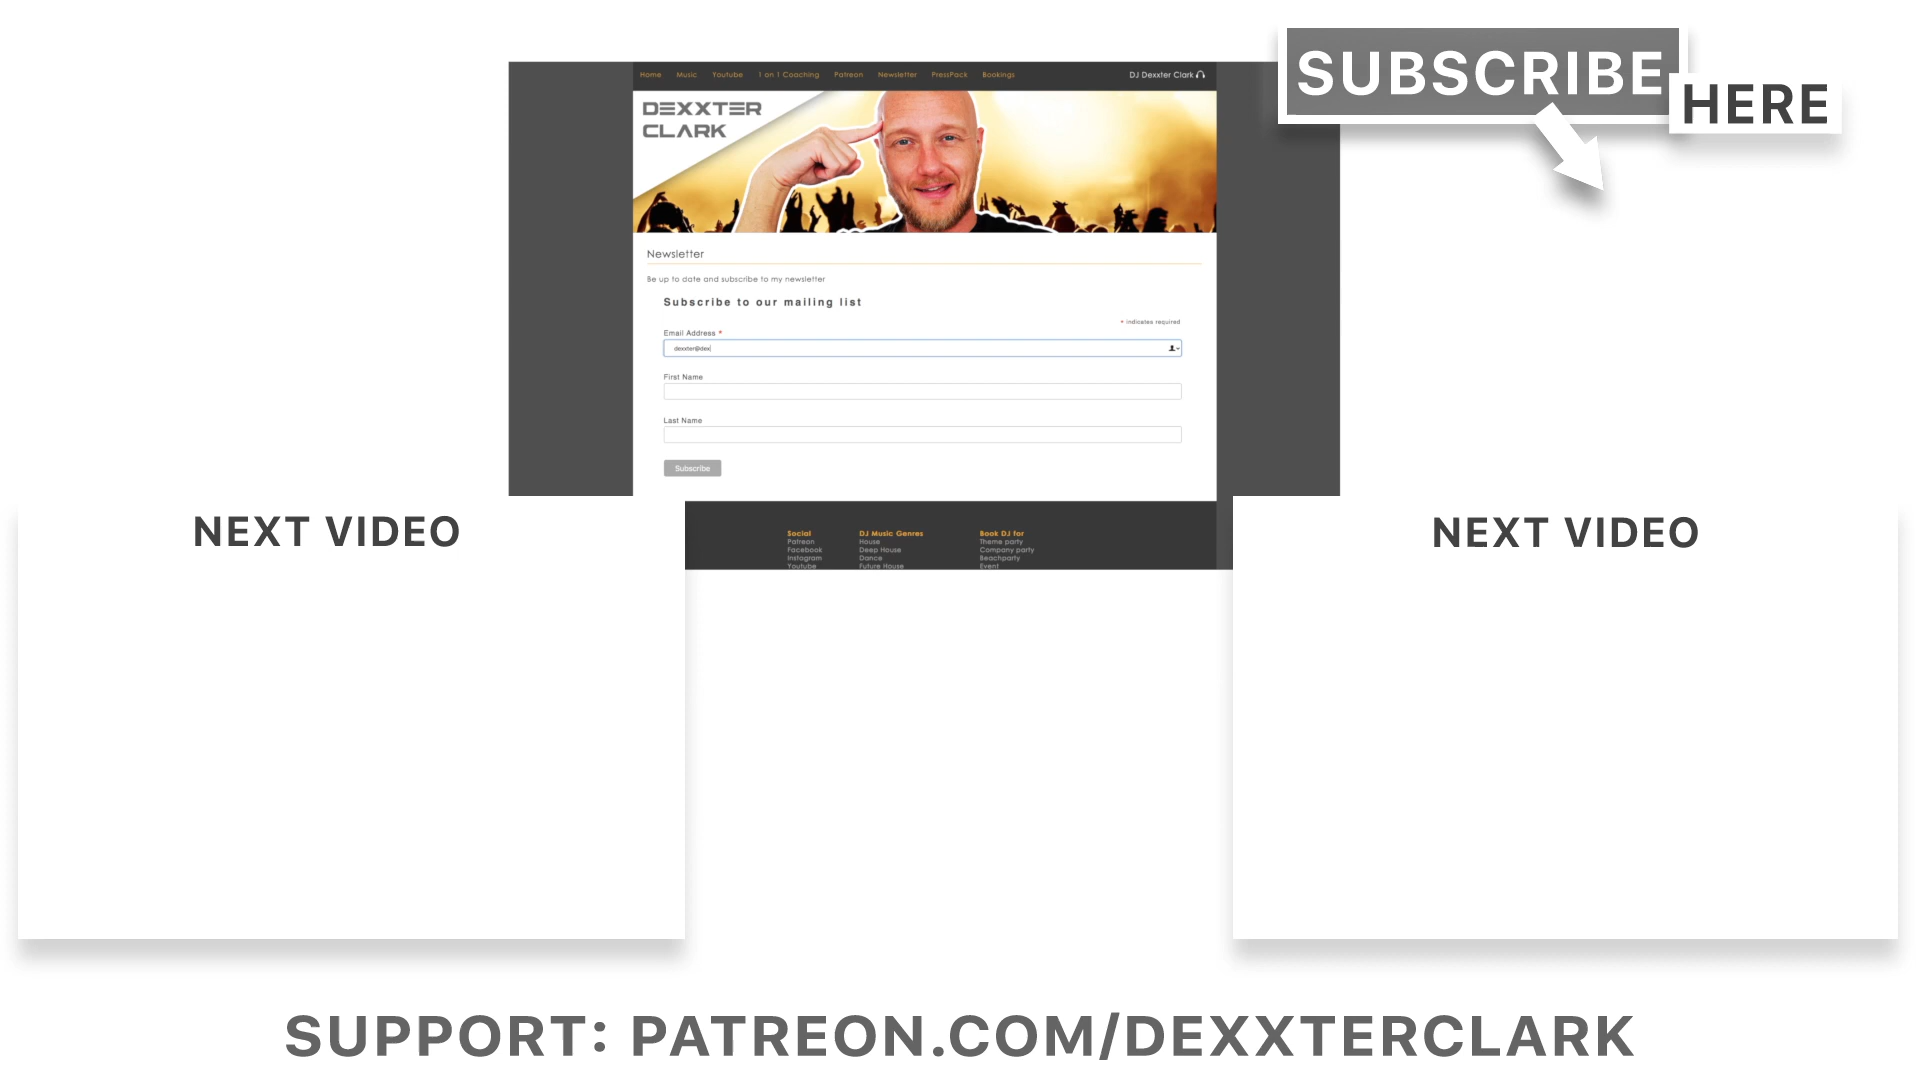 SUBSCRIBE
HERE
Home Music Youtube 1 on 1 Coaching Patreon Newsletter PressPack Bookings DJ Dexxter Clark
DEXXTER
CLARK
Newsletter
Be up to date and subscribe to my newsletter
Subscribe to our mailing list
* indicates required
Email Address *
dexxter@dex
First Name
Last Name
Subscribe
NEXT VIDEO
NEXT VIDEO
Social DJ Music Genres Book DJ for
Patreon House Theme party
Facebook Deep House Company party
Instagram Dance Beachparty
Youtube Future House Event
SUPPORT: PATREON.COM/DEXXTERCLARK